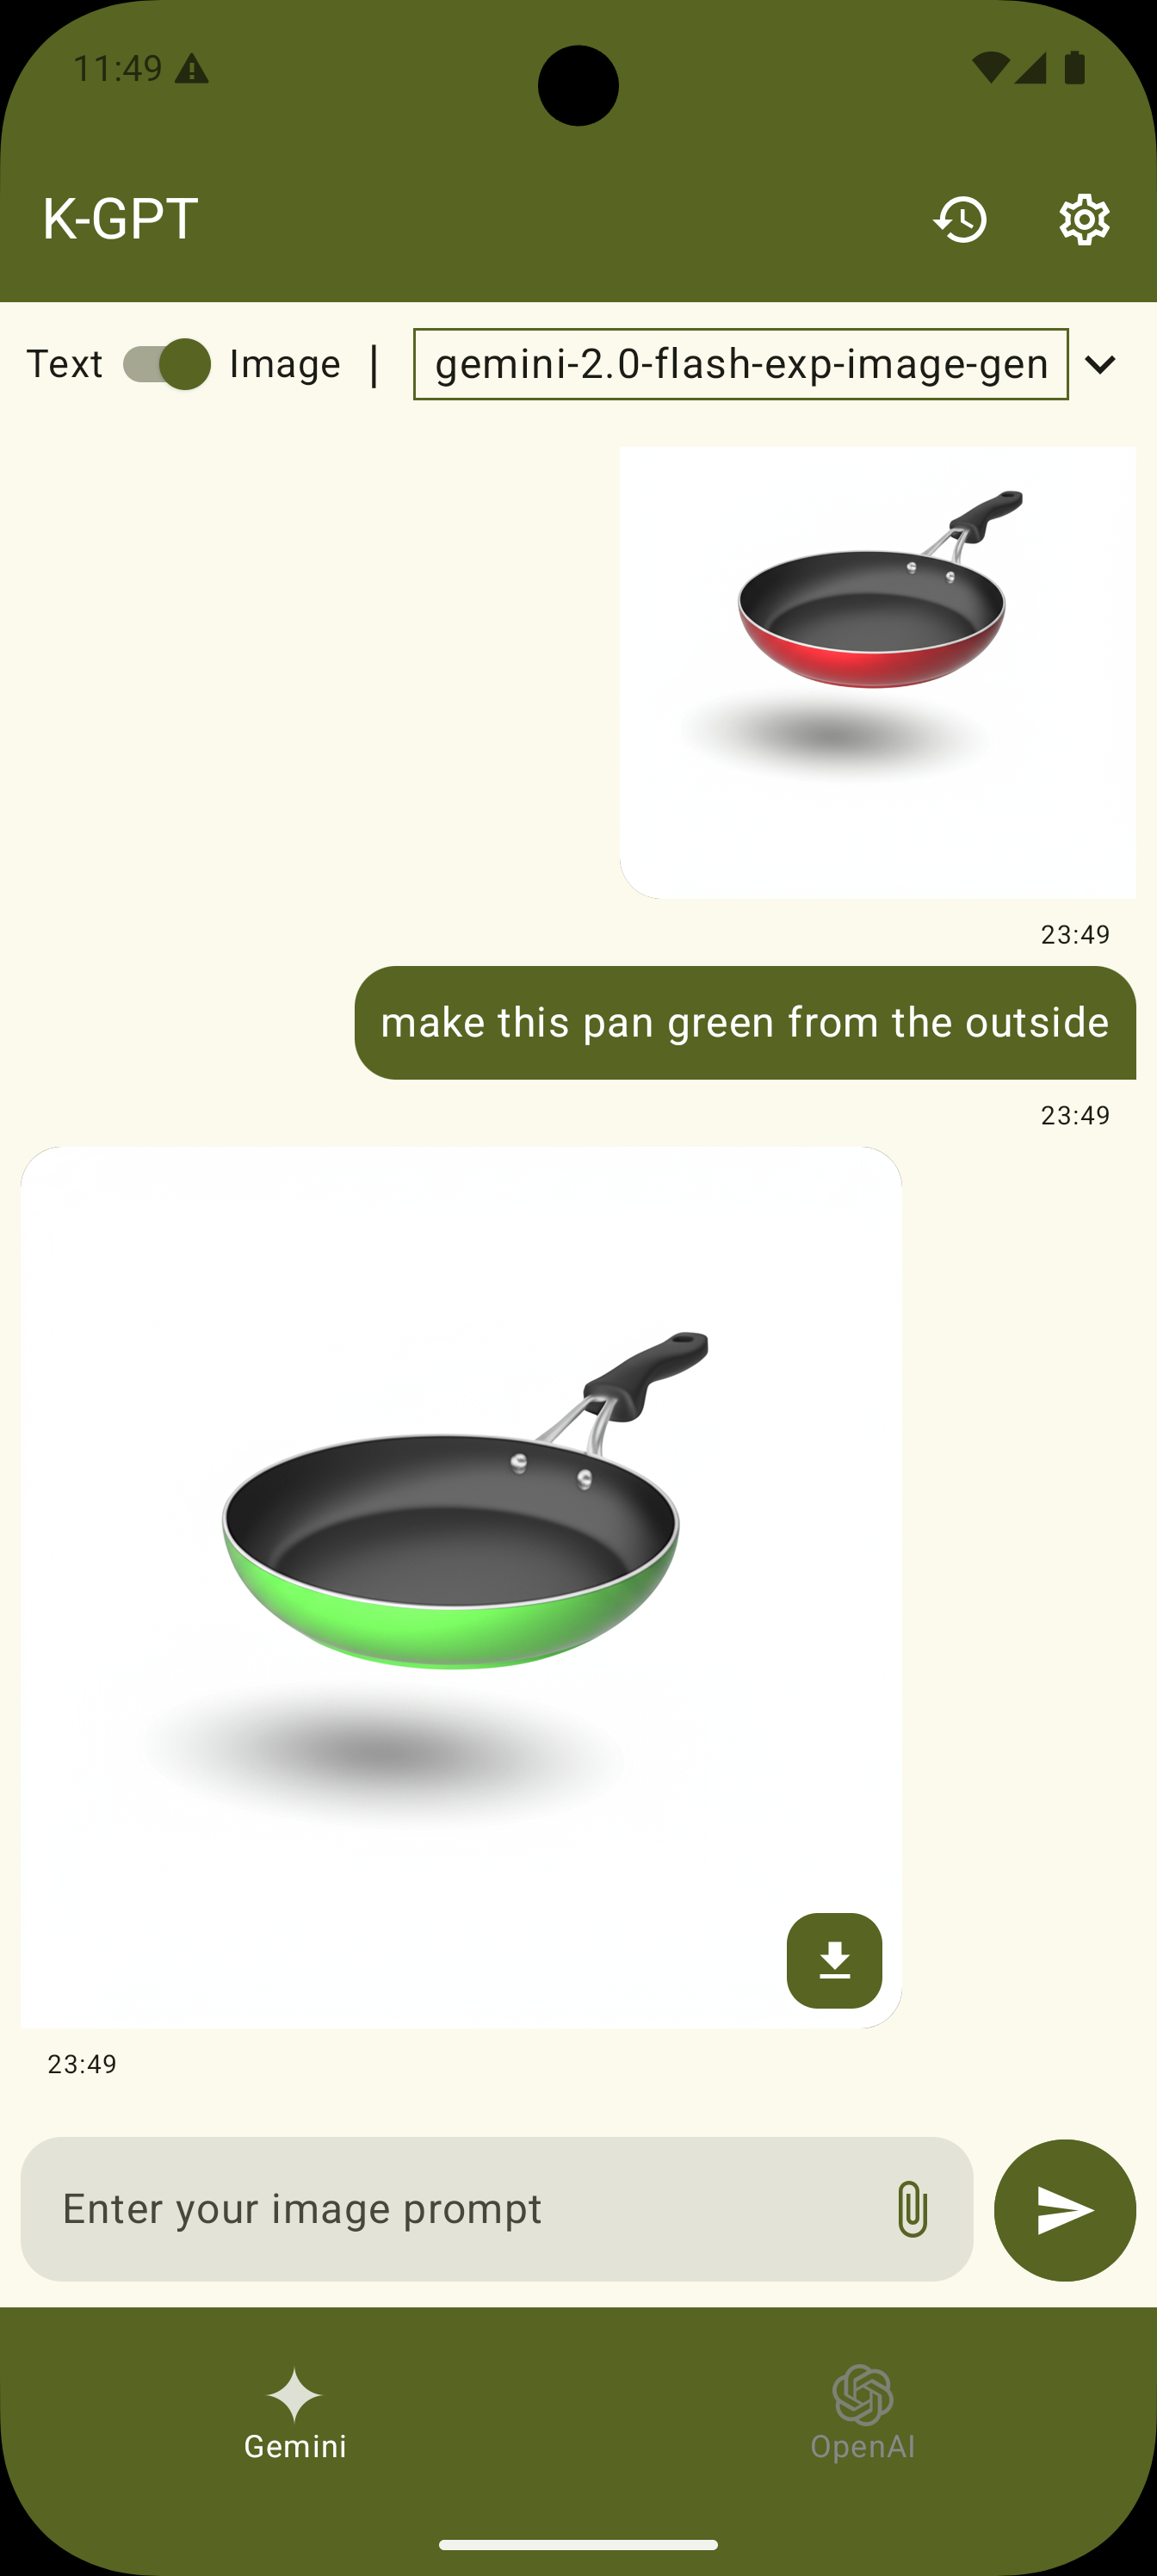 11:49
K-GPT
Text Image | gemini-2.0-flash-exp-image-gen
23:49
make this pan green from the outside
23:49
23:49
Enter your image prompt
Gemini OpenAI